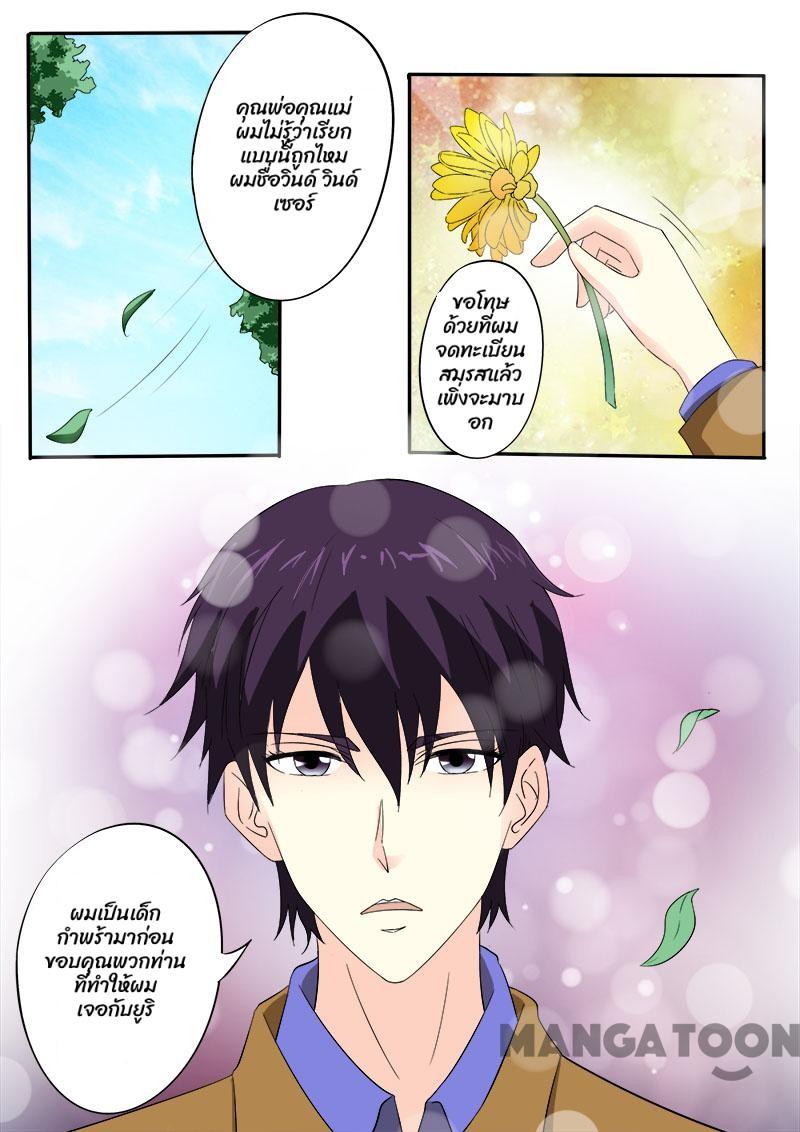 คุณพ่อคุณแม่
ผมไม่รู้ว่าเรียก
แบบนี้ถูกไหม
ผมชื่อวินด์ วินด์
เซอร์
ขอโทษ
ด้วยที่ผม
จดทะเบียน
สมรสแล้ว
เพิ่งจะมาบ
อก
ผมเป็นเด็ก
กำพร้ามาก่อน
ขอบคุณพวกท่าน
ที่ทำให้ผม
เจอกับยูริ
MANGATOON